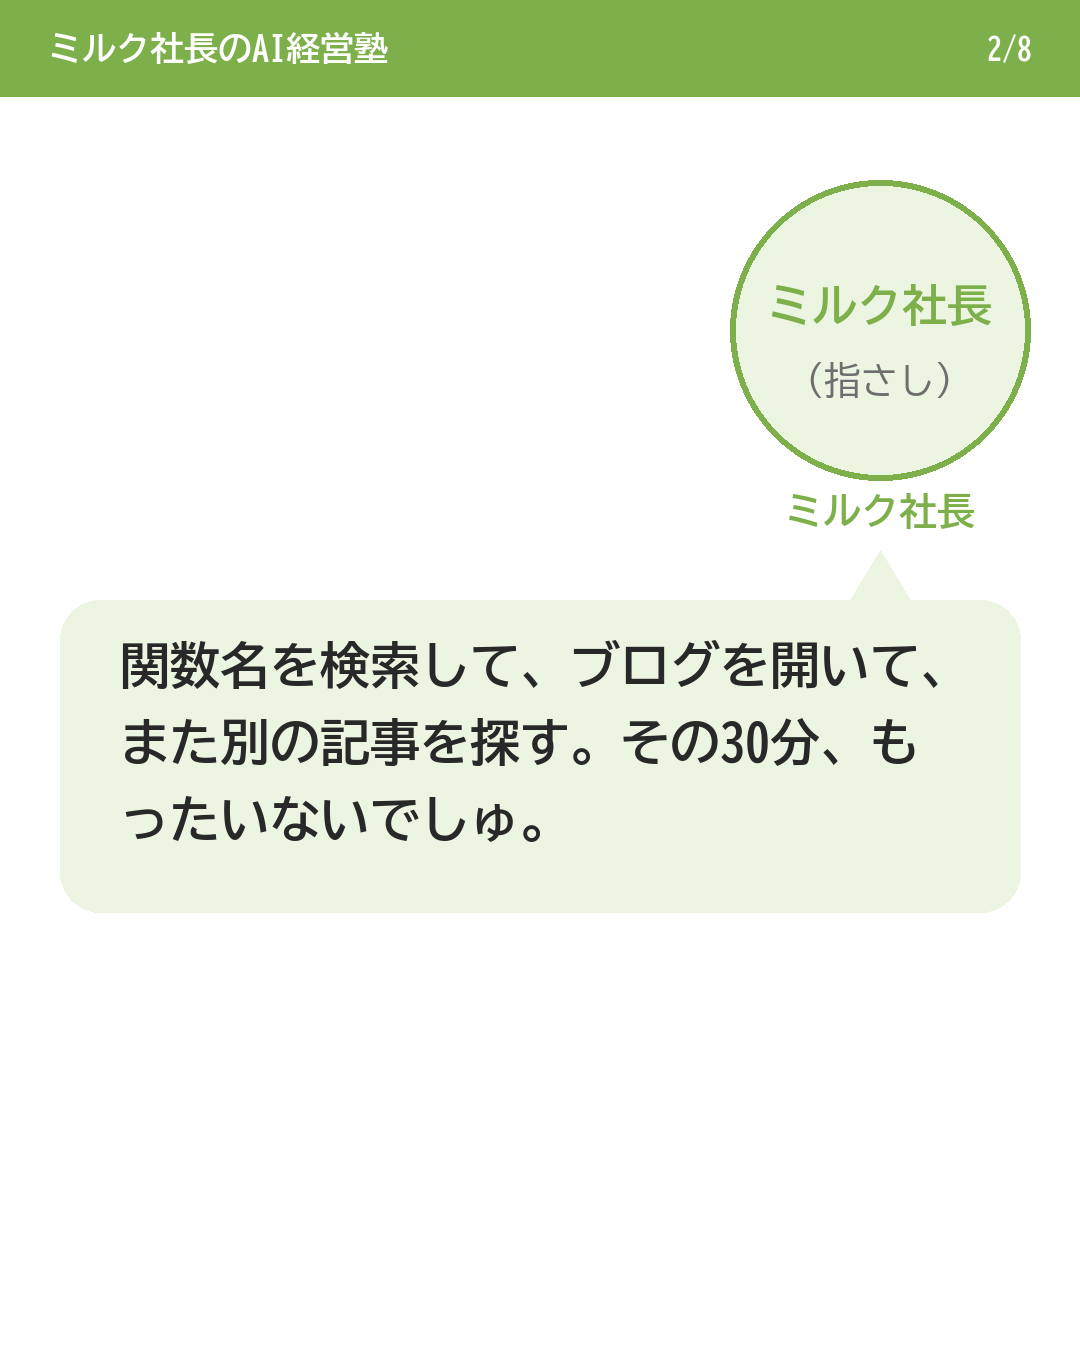 ミルク社長のAI経営塾
2/8
ミルク社長
（指さし）
ミルク社長
関数名を検索して、ブログを開いて、
また別の記事を探す。その30分、も
ったいないでしゅ。